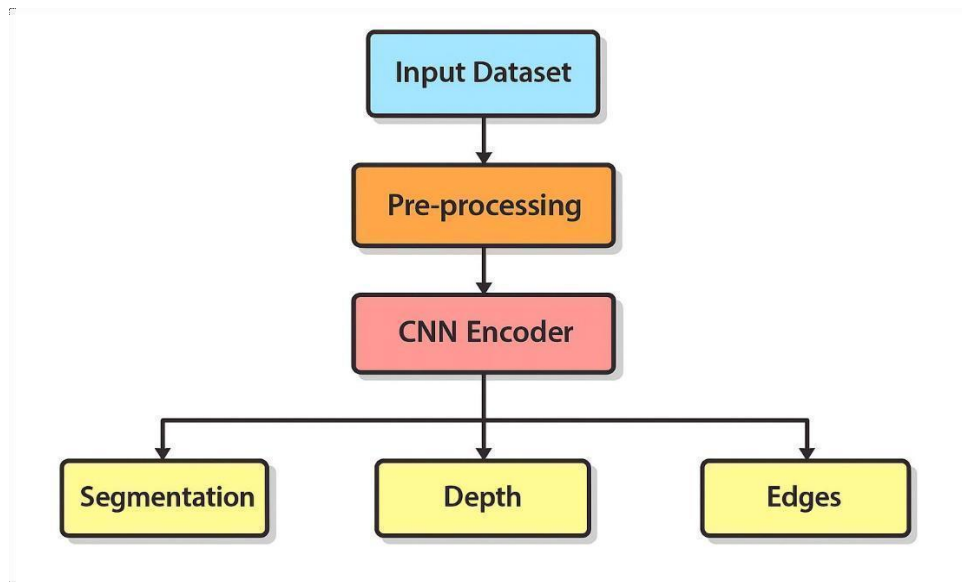 Input Dataset
Pre-processing
CNN Encoder
Segmentation
Depth
Edges